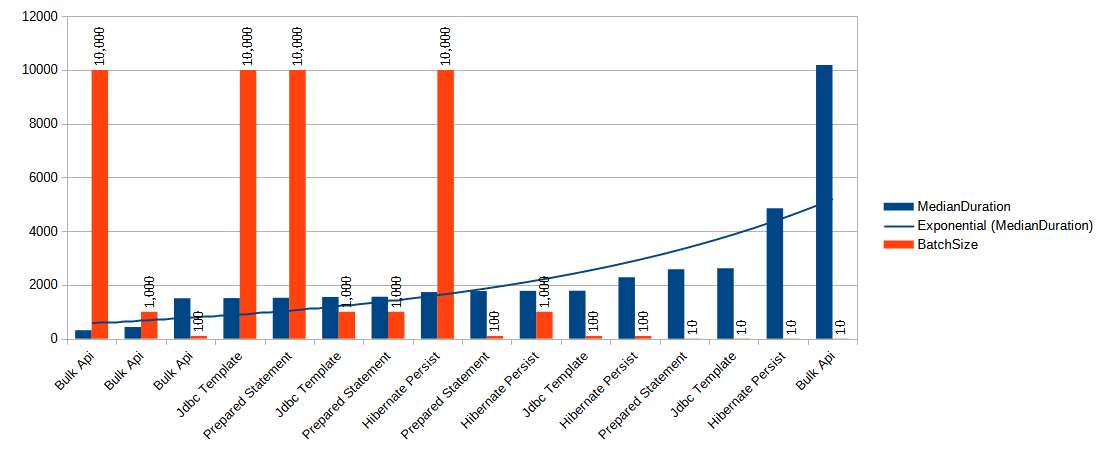 12000
10000
8000
6000
4000
2000
0
10,000
1,000
100
10,000
10,000
1,000
1,000
10,000
100
1,000
100
100
10
10
10
10
Bulk Api
Bulk Api
Bulk Api
Jdbc Template
Prepared Statement
Jdbc Template
Prepared Statement
Hibernate Persist
Prepared Statement
Hibernate Persist
Jdbc Template
Hibernate Persist
Prepared Statement
Jdbc Template
Hibernate Persist
Bulk Api
MedianDuration
Exponential (MedianDuration)
BatchSize